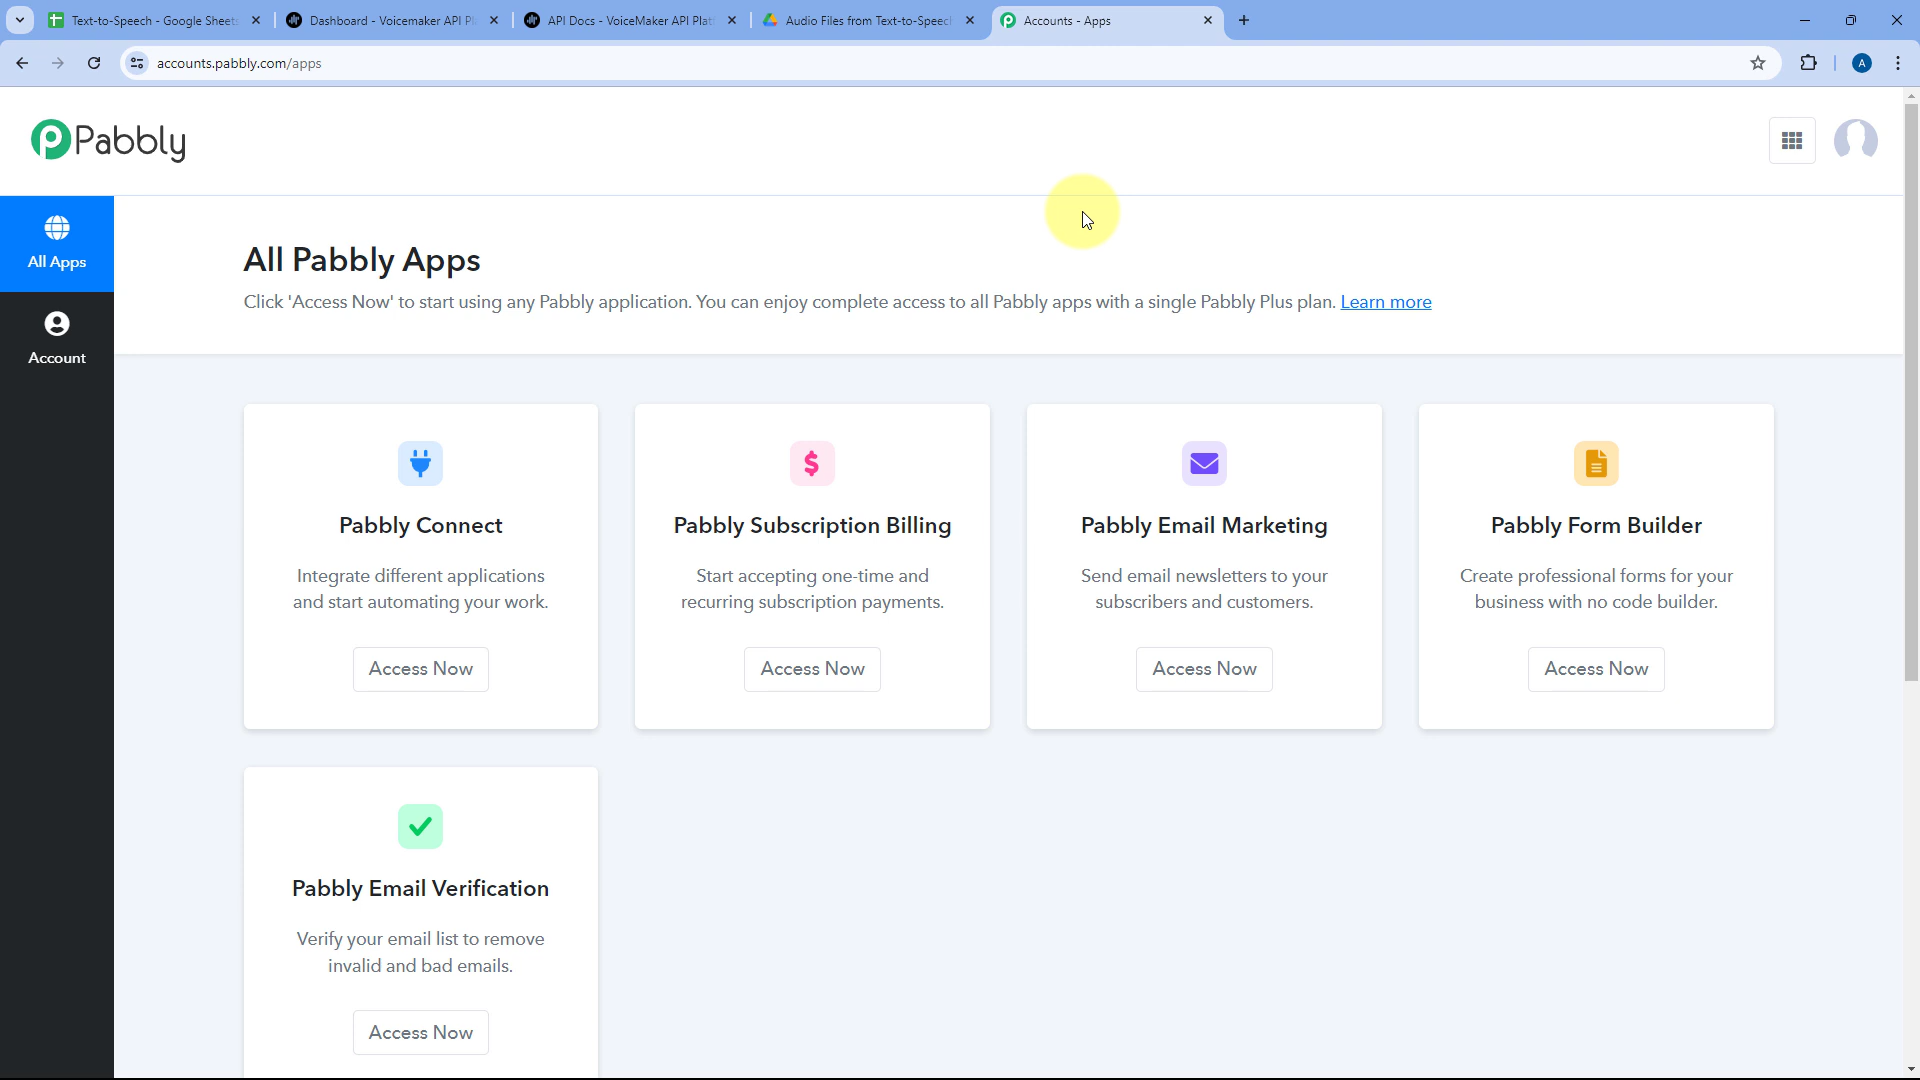 Text-to-Speech - Google Sheets
Dashboard - Voicemaker API Pl
API Docs - VoiceMaker API Platf
Audio Files from Text-to-Speech
Accounts - Apps
accounts.pabbly.com/apps
A
Pabbly
All Apps
Account
All Pabbly Apps
Click 'Access Now' to start using any Pabbly application. You can enjoy complete access to all Pabbly apps with a single Pabbly Plus plan. Learn more
Pabbly Connect
Integrate different applications
and start automating your work.
Access Now
Pabbly Subscription Billing
Start accepting one-time and
recurring subscription payments.
Access Now
Pabbly Email Marketing
Send email newsletters to your
subscribers and customers.
Access Now
Pabbly Form Builder
Create professional forms for your
business with no code builder.
Access Now
Pabbly Email Verification
Verify your email list to remove
invalid and bad emails.
Access Now